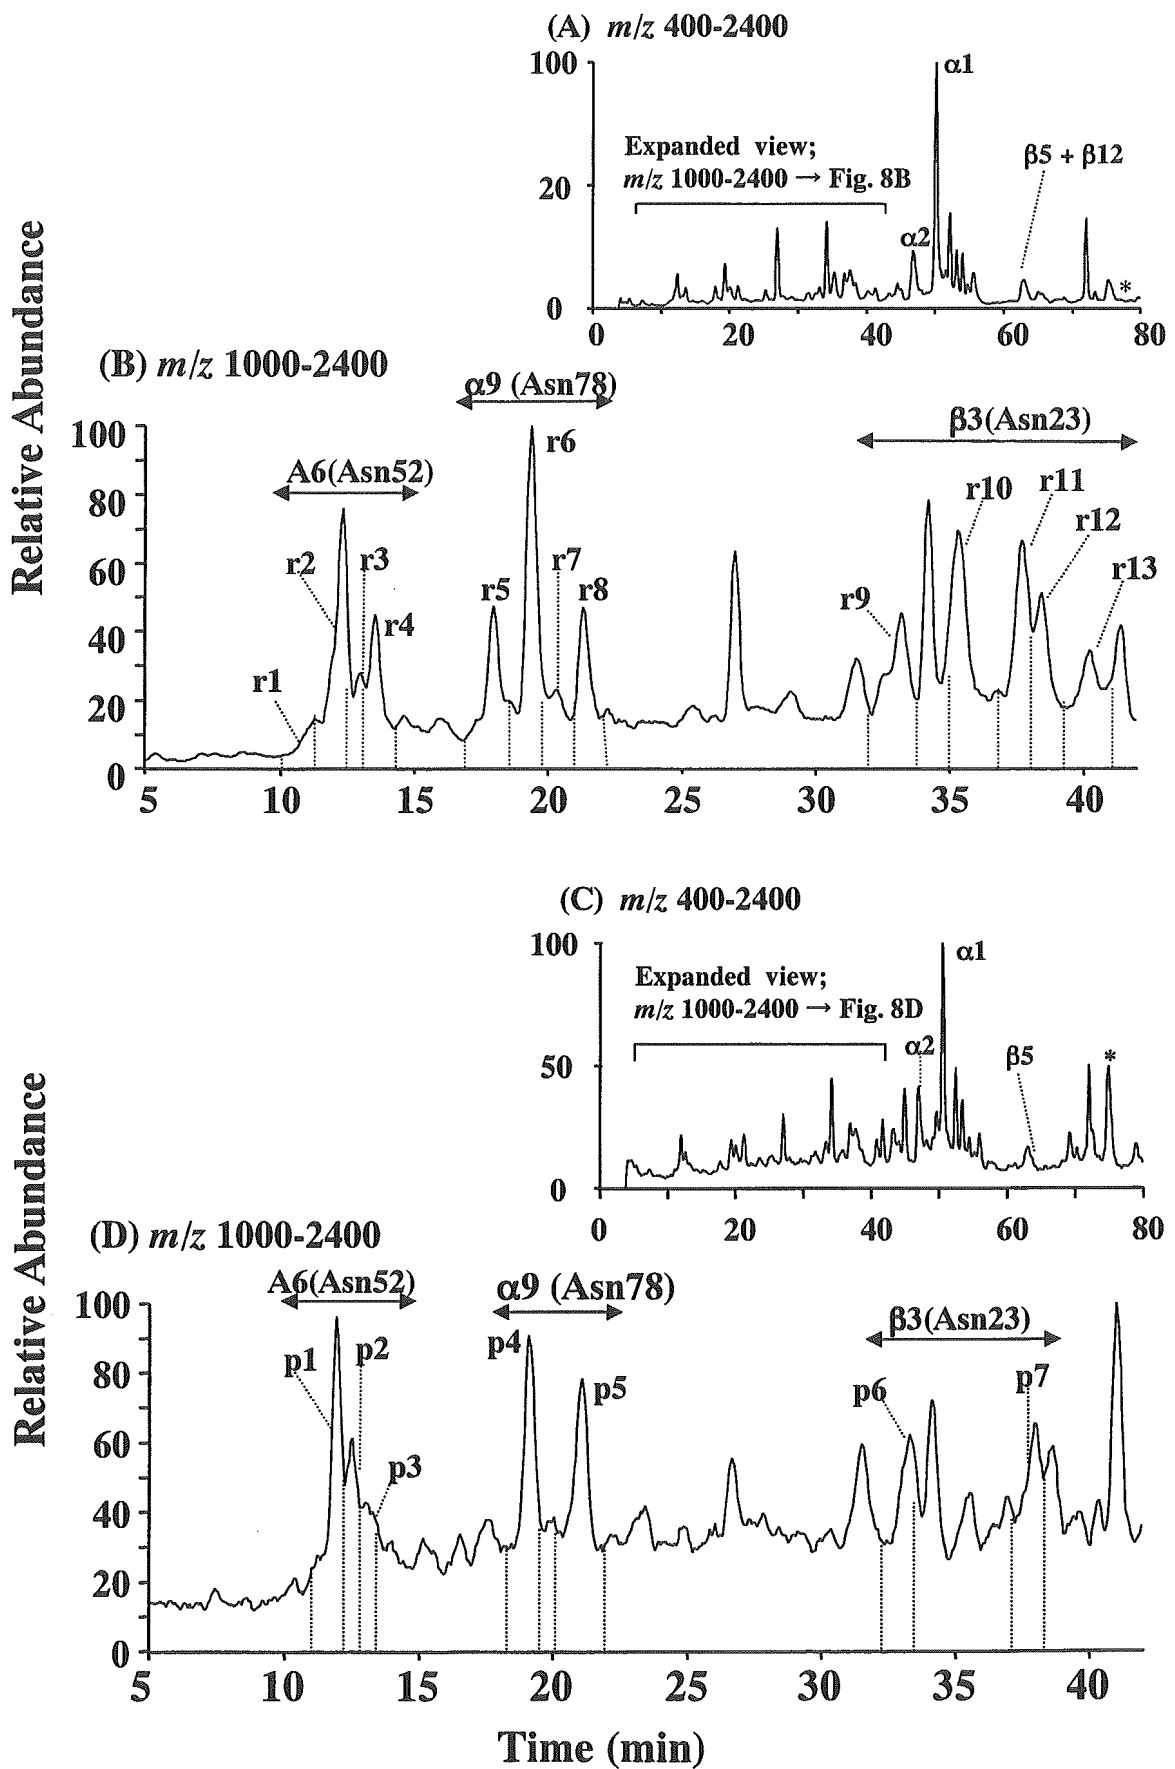 (A) m/z 400-2400
100
α1
Expanded view;
m/z 1000-2400 → Fig. 8B
β5 + β12
20
α2
*
0
0 20 40 60 80
Relative Abundance
(B) m/z 1000-2400
α9 (Asn78)
β3(Asn23)
A6(Asn52)
100
80
60
40
20
0
r1
r2
r3
r4
r5
r6
r7
r8
r9
r10
r11
r12
r13
5 10 15 20 25 30 35 40
(C) m/z 400-2400
100
α1
Expanded view;
m/z 1000-2400 → Fig. 8D
α2
β5
*
50
0
0 20 40 60 80
Relative Abundance
(D) m/z 1000-2400
A6(Asn52)
α9 (Asn78)
β3(Asn23)
100
80
60
40
20
0
p1
p2
p3
p4
p5
p6
p7
5 10 15 20 25 30 35 40
Time (min)